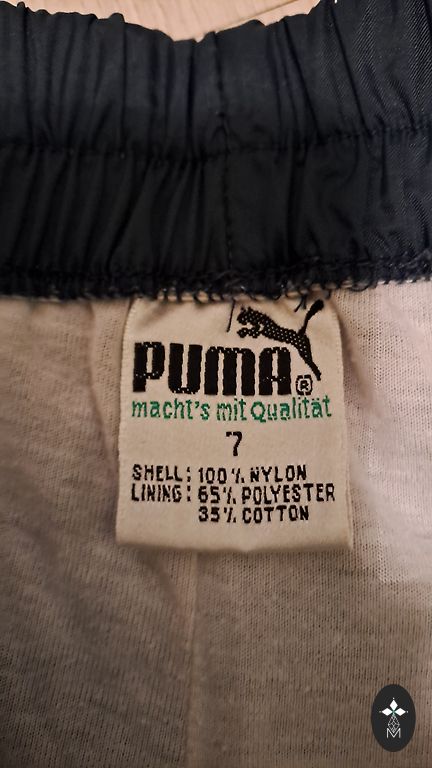 PUMA®
macht's mit Qualität
7
SHELL: 100% NYLON
LINING: 65% POLYESTER
35% COTTON
M